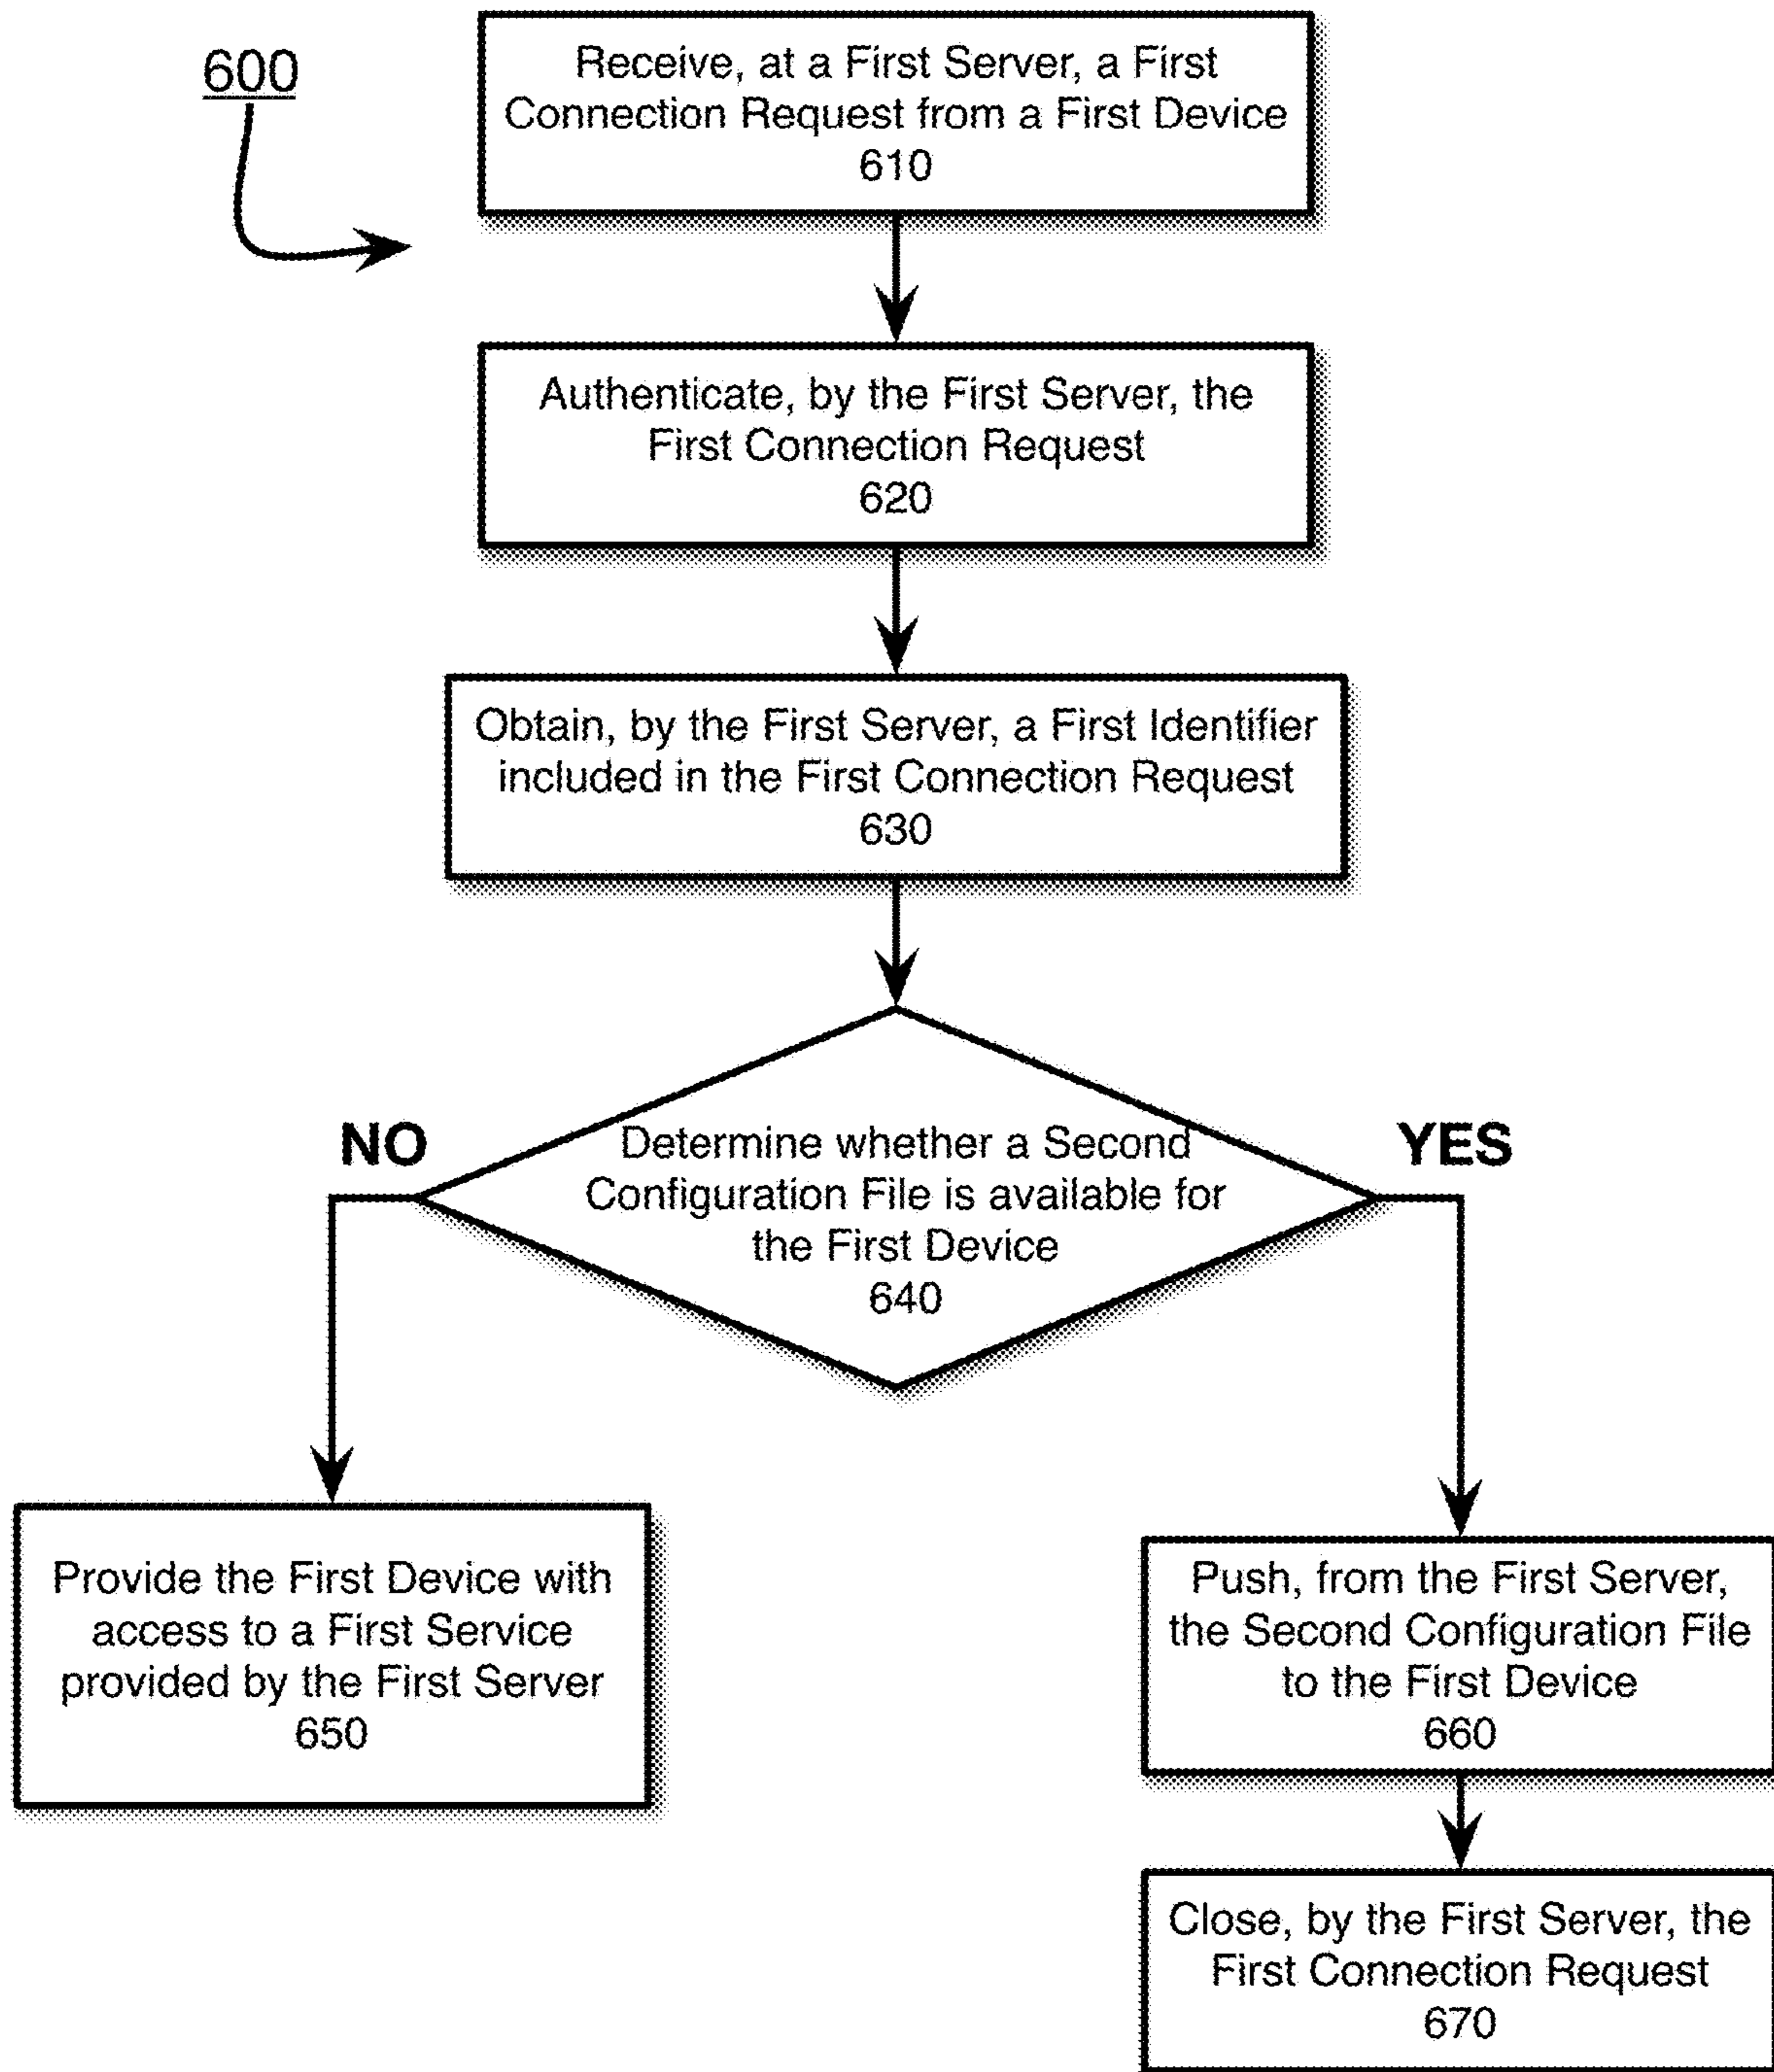 600
Receive, at a First Server, a First
Connection Request from a First Device
610
Authenticate, by the First Server, the
First Connection Request
620
Obtain, by the First Server, a First Identifier
included in the First Connection Request
630
NO
YES
Determine whether a Second
Configuration File is available for
the First Device
640
Provide the First Device with
access to a First Service
provided by the First Server
650
Push, from the First Server,
the Second Configuration File
to the First Device
660
Close, by the First Server, the
First Connection Request
670